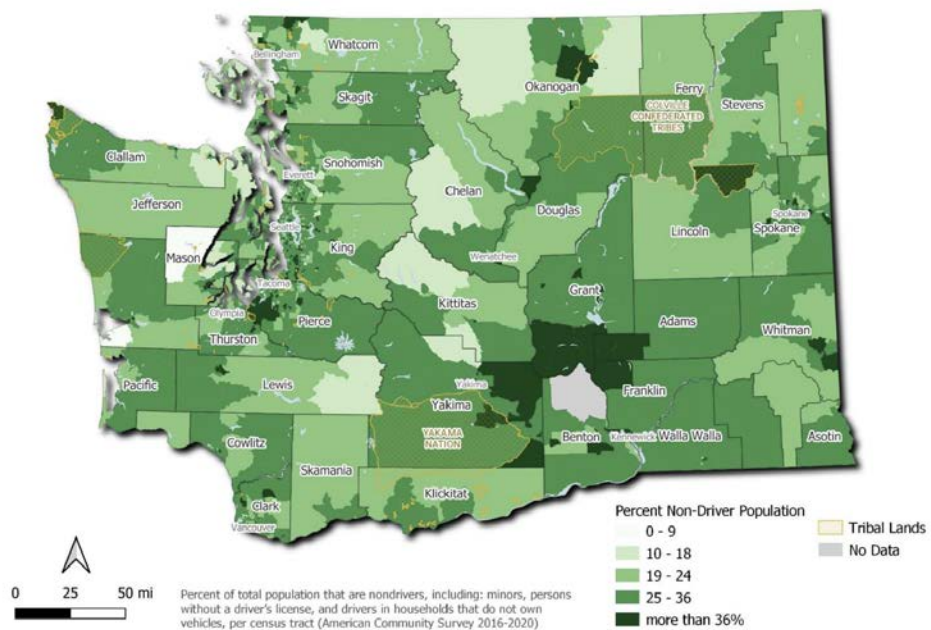 Whatcom
Bellingham
Okanogan
Ferry
Skagit
Stevens
COLVILLE
CONFEDERATED
TRIBES
Clallam
Snohomish
Everett
Chelan
Jefferson
Douglas
Seattle
Spokane
Lincoln
Spokane
King
Mason
Wenatchee
Tacoma
Grant
Kittitas
Olympia
Pierce
Adams
Whitman
Thurston
Lewis
Pacific
Yakima
Franklin
Yakima
YAKAMA
NATION
Benton
Kennewick
Walla Walla
Asotin
Cowlitz
Skamania
Klickitat
Clark
Vancouver
Percent Non-Driver Population
0 - 9
10 - 18
19 - 24
25 - 36
more than 36%
Tribal Lands
No Data
0 25 50 mi
Percent of total population that are nondrivers, including: minors, persons
without a driver's license, and drivers in households that do not own
vehicles, per census tract (American Community Survey 2016-2020)